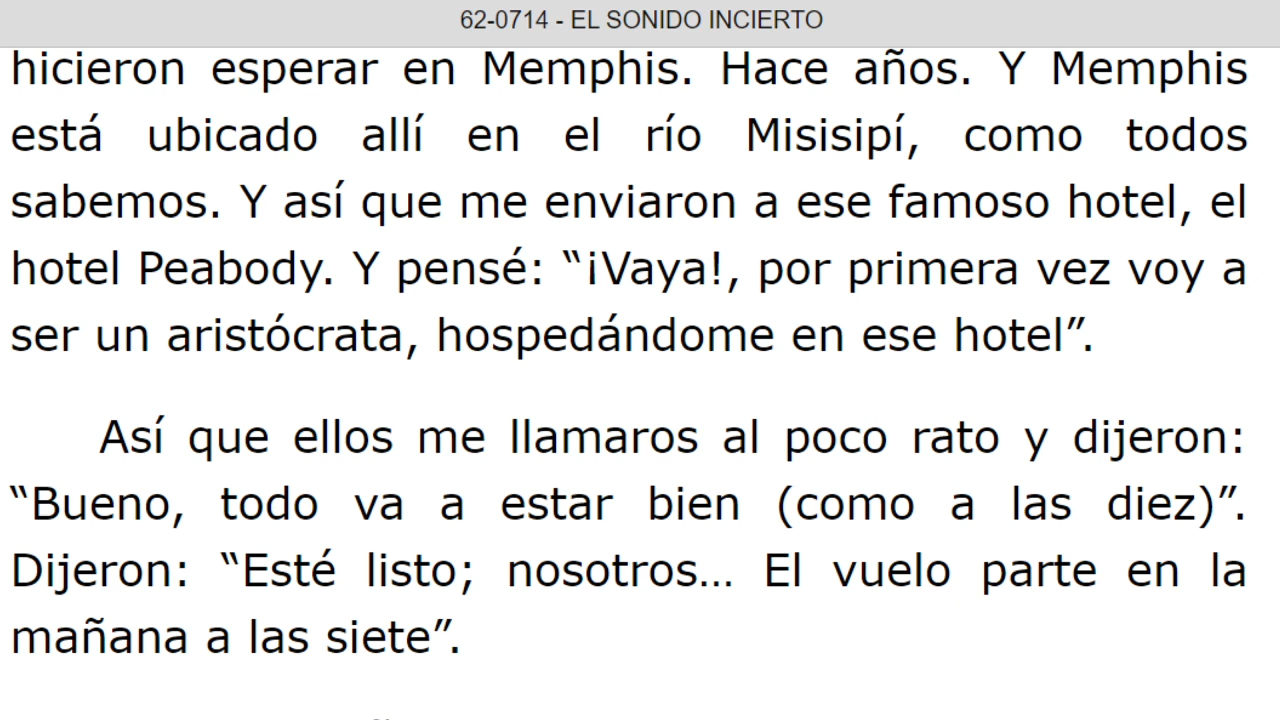 62-0714 - EL SONIDO INCIERTO
hicieron esperar en Memphis. Hace años. Y Memphis
está ubicado allí en el río Misisipí, como todos
sabemos. Y así que me enviaron a ese famoso hotel, el
hotel Peabody. Y pensé: “¡Vaya!, por primera vez voy a
ser un aristócrata, hospedándome en ese hotel”.
Así que ellos me llamaros al poco rato y dijeron:
“Bueno, todo va a estar bien (como a las diez)”.
Dijeron: “Esté listo; nosotros... El vuelo parte en la
mañana a las siete”.